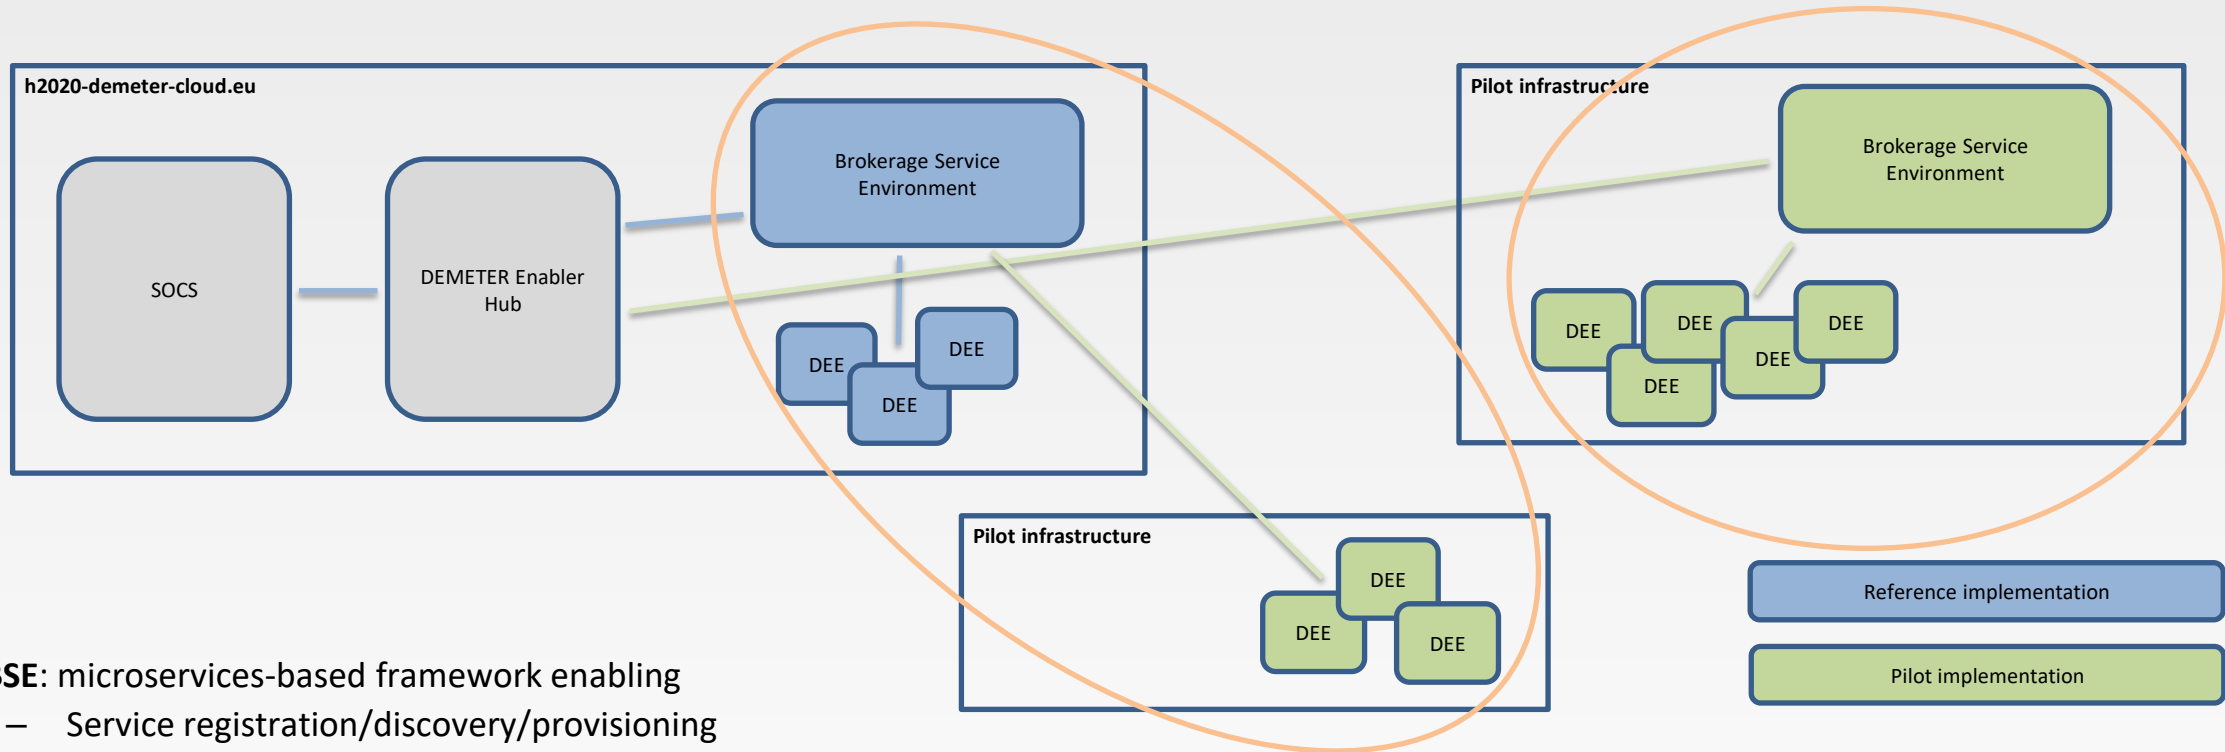 h2020-demeter-cloud.eu
SOCS
DEMETER Enabler
Hub
Brokerage Service
Environment
DEE
DEE
DEE
Pilot infrastructure
Brokerage Service
Environment
DEE
DEE
DEE
DEE
DEE
Pilot infrastructure
DEE
DEE
DEE
Reference implementation
Pilot implementation
SE: microservices-based framework enabling
– Service registration/discovery/provisioning